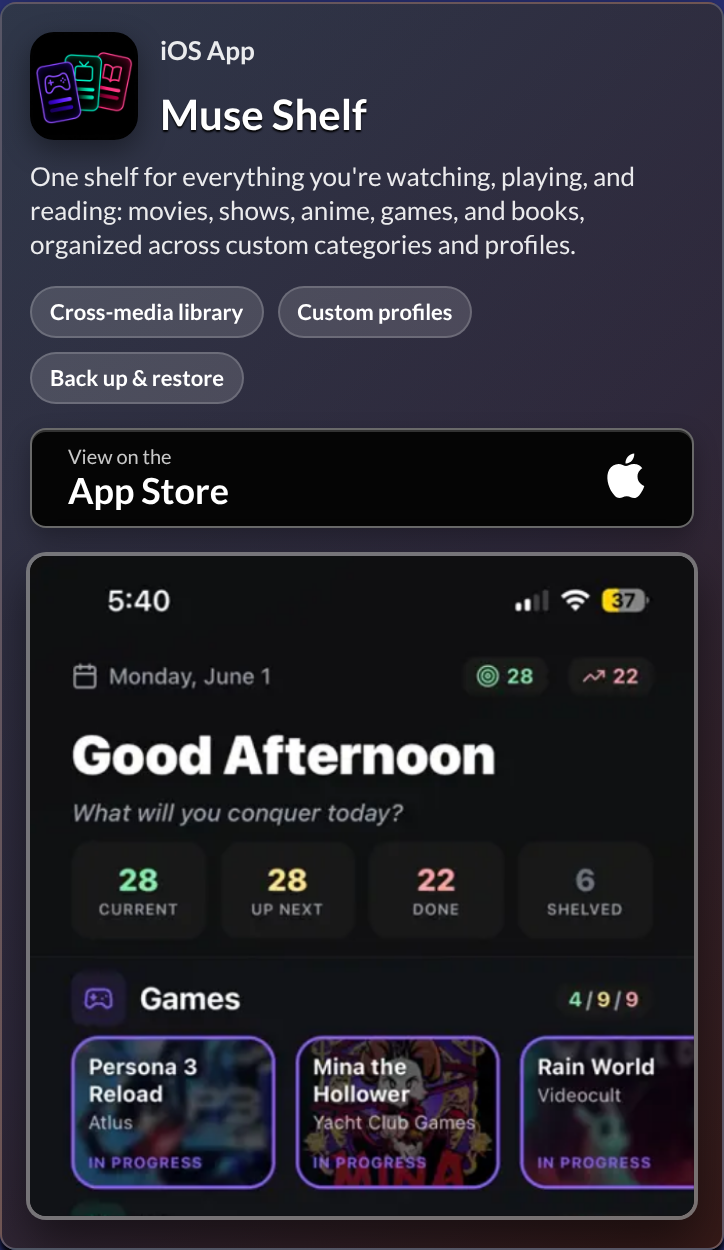 iOS App
Muse Shelf
One shelf for everything you're watching, playing, and
reading: movies, shows, anime, games, and books,
organized across custom categories and profiles.
Cross-media library
Custom profiles
Back up & restore
View on the
App Store
5:40
37
Monday, June 1
28
22
Good Afternoon
What will you conquer today?
28
CURRENT
28
UP NEXT
22
DONE
6
SHELVED
Games
4/9/9
Persona 3
Reload
Atlus
IN PROGRESS
Mina the
Hollower
Yacht Club Games
IN PROGRESS
MINA
Rain World
Videocult
IN PROGRESS